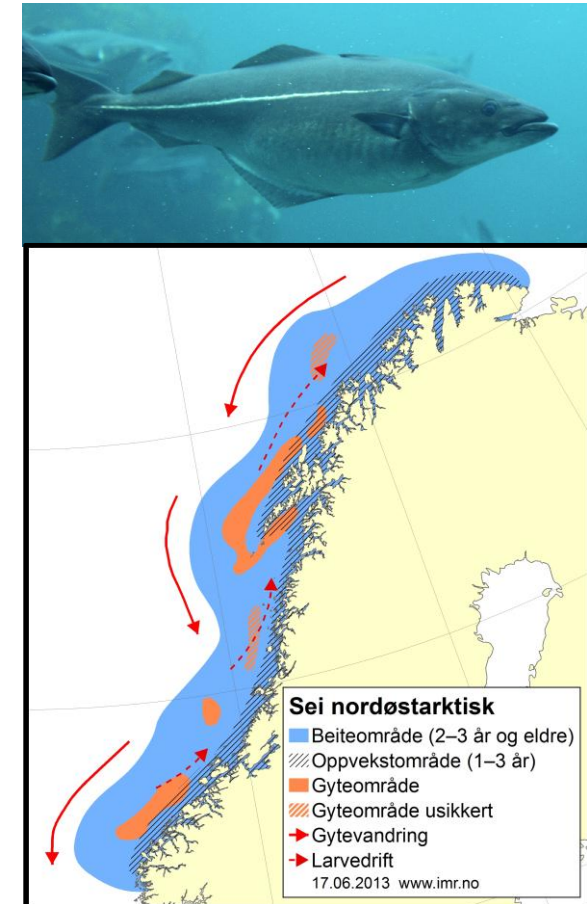 Sei nordøstarktisk
Beiteområde (2–3 år og eldre)
Oppvekstområde (1–3 år)
Gyteområde
Gyteområde usikkert
Gytevandring
Larvedrift
17.06.2013 www.imr.no